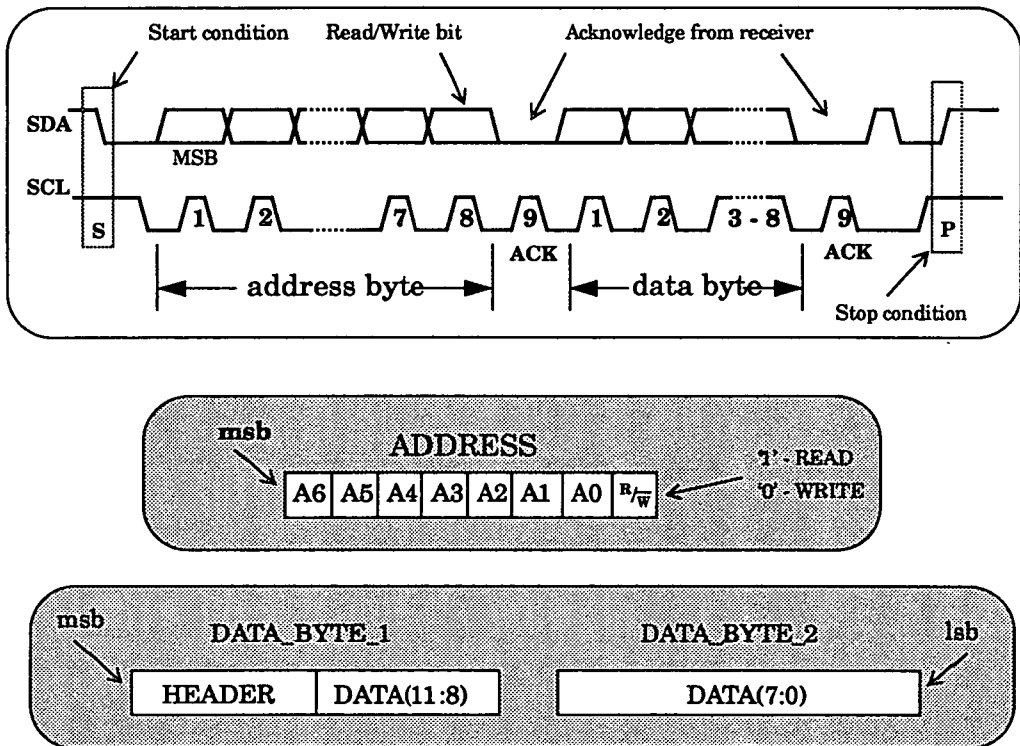 Start condition
Read/Write bit
Acknowledge from receiver
SDA
MSB
SCL
S
1 2 7 8 9 1 2 3 - 8 9
P
ACK
ACK
address byte
data byte
Stop condition
msb
ADDRESS
A6 A5 A4 A3 A2 A1 A0 R/W̅
'1' - READ
'0' - WRITE
msb
DATA_BYTE_1
DATA_BYTE_2
lsb
HEADER
DATA(11:8)
DATA(7:0)